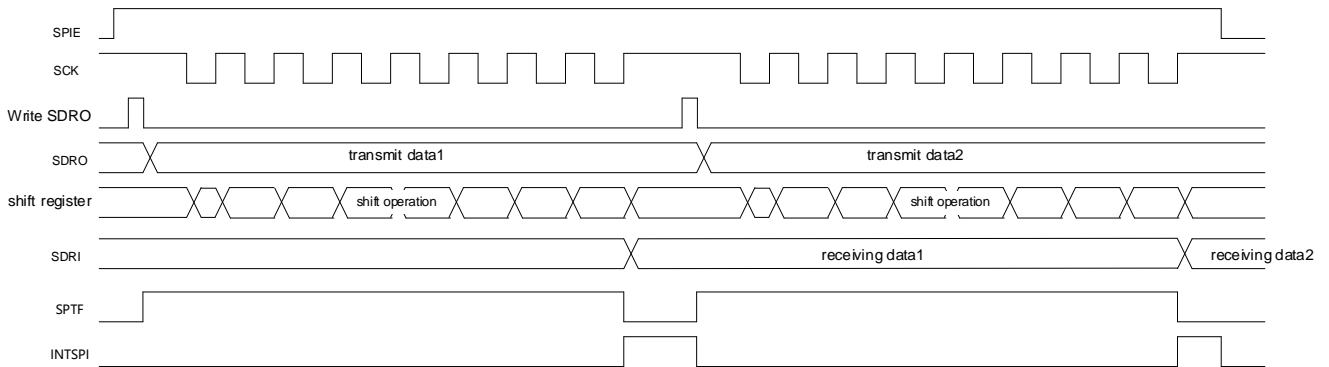 SPIE
SCK
Write SDRO
SDRO transmit data1 transmit data2
shift register shift operation shift operation
SDRI receiving data1 receiving data2
SPTF
INTSPI